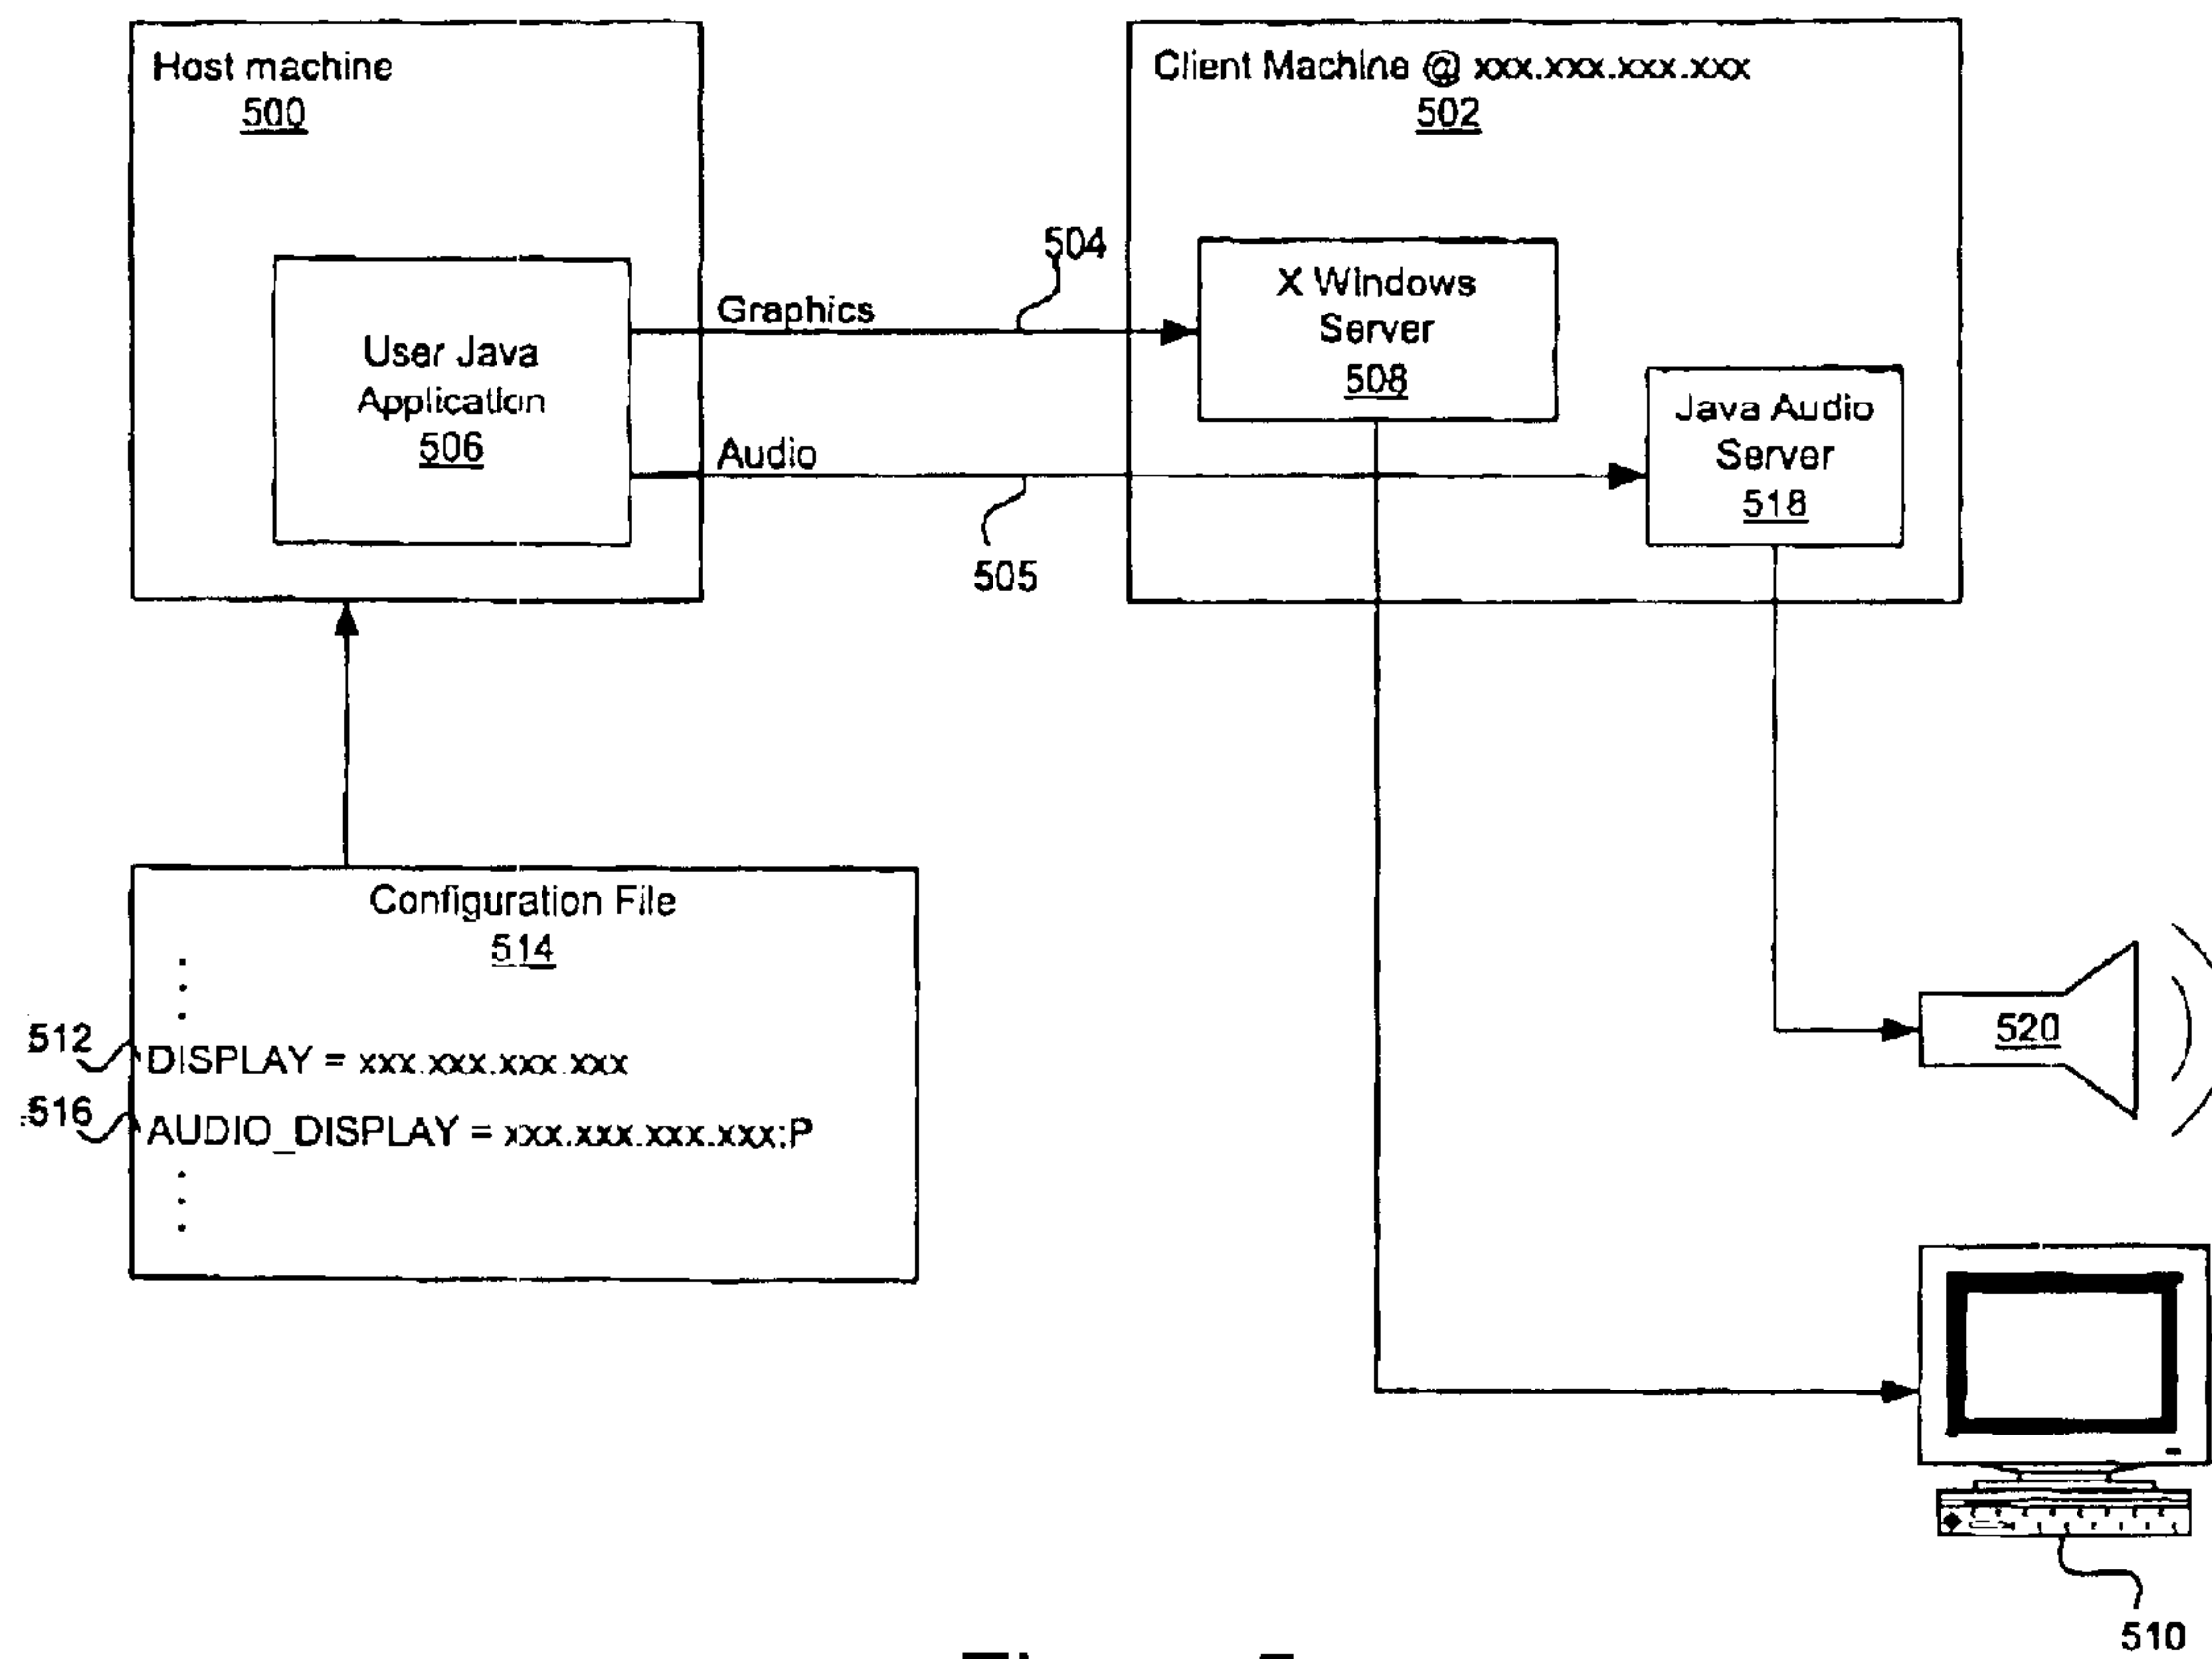 Host machine
500
Client Machine @ xxx.xxx.xxx.xxx
502
504
Graphics
X Windows
Server
508
User Java
Application
506
Java Audio
Server
518
Audio
505
Configuration File
514
512
DISPLAY = xxx.xxx.xxx.xxx
516
AUDIO_DISPLAY = xxx.xxx.xxx.xxx:P
520
510